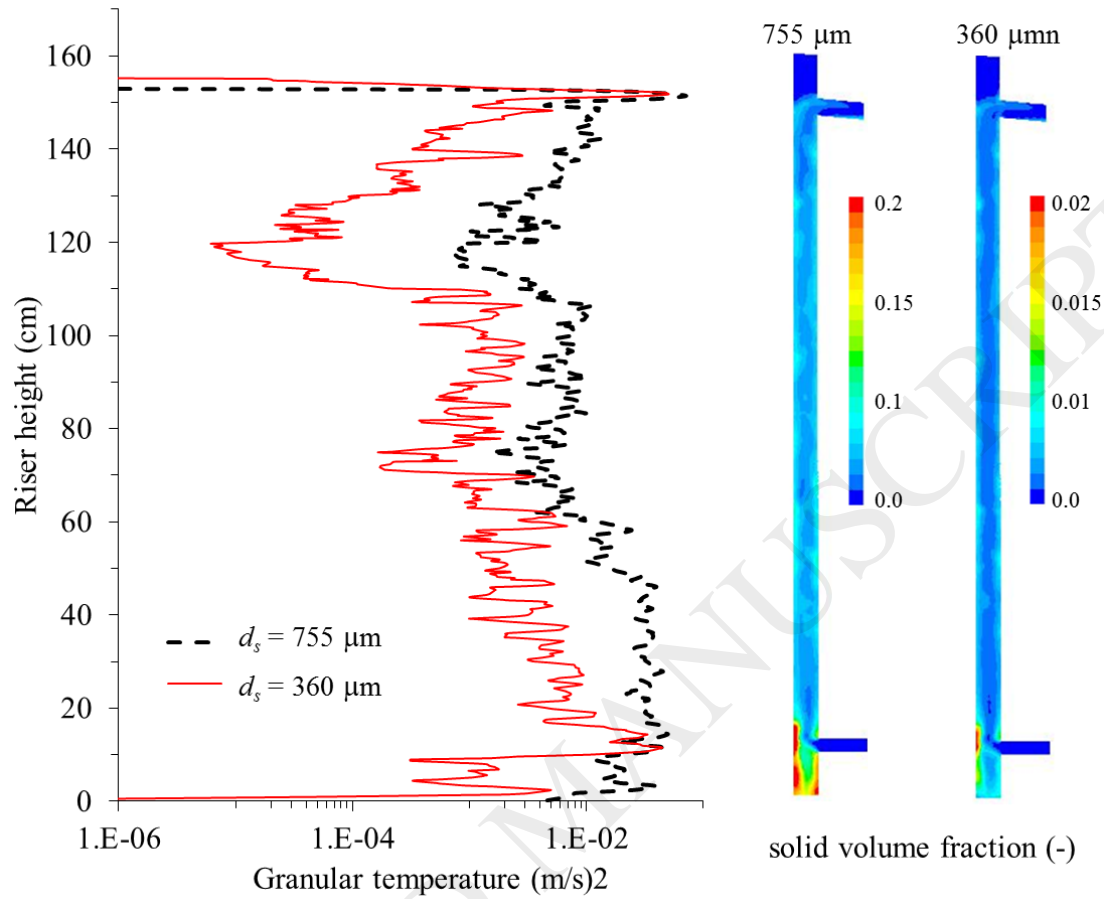 160
140
120
100
80
60
40
20
0
Riser height (cm)
1.E-06
1.E-04
1.E-02
Granular temperature (m/s)2
dₛ = 755 μm
dₛ = 360 μm
755 μm
360 μmn
0.2
0.15
0.1
0.0
0.02
0.015
0.01
0.0
solid volume fraction (-)
MANUSCRIPT